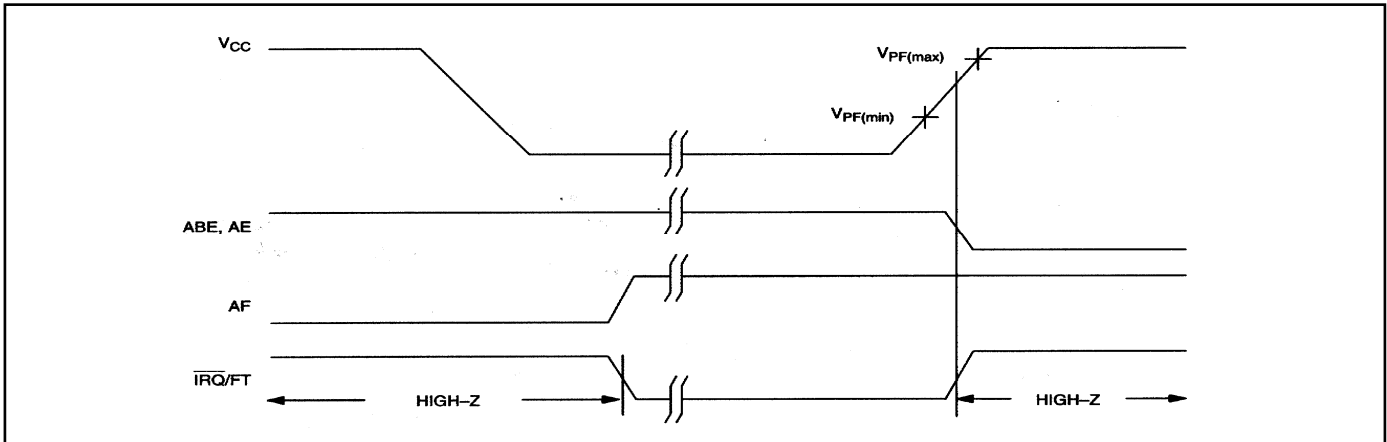 VCC
VPF(max)
VPF(min)
ABE, AE
AF
IRQ/FT
HIGH–Z
HIGH–Z